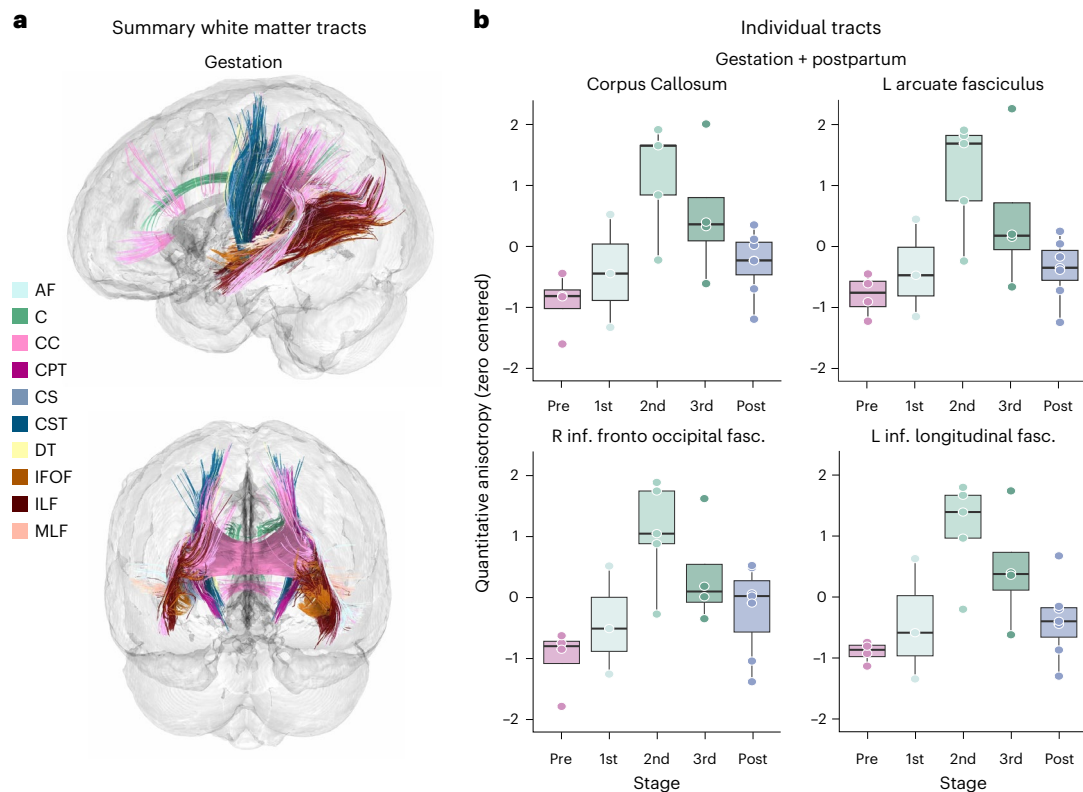 a
Summary white matter tracts
Gestation
AF
C
CC
CPT
CS
CST
DT
IFOF
ILF
MLF
b
Individual tracts
Gestation + postpartum
Quantitative anisotropy (zero centered)
Corpus Callosum
2
1
0
−1
−2
Pre 1st 2nd 3rd Post
L arcuate fasciculus
2
1
0
−1
−2
Pre 1st 2nd 3rd Post
R inf. fronto occipital fasc.
2
1
0
−1
−2
Pre 1st 2nd 3rd Post
Stage
L inf. longitudinal fasc.
2
1
0
−1
−2
Pre 1st 2nd 3rd Post
Stage